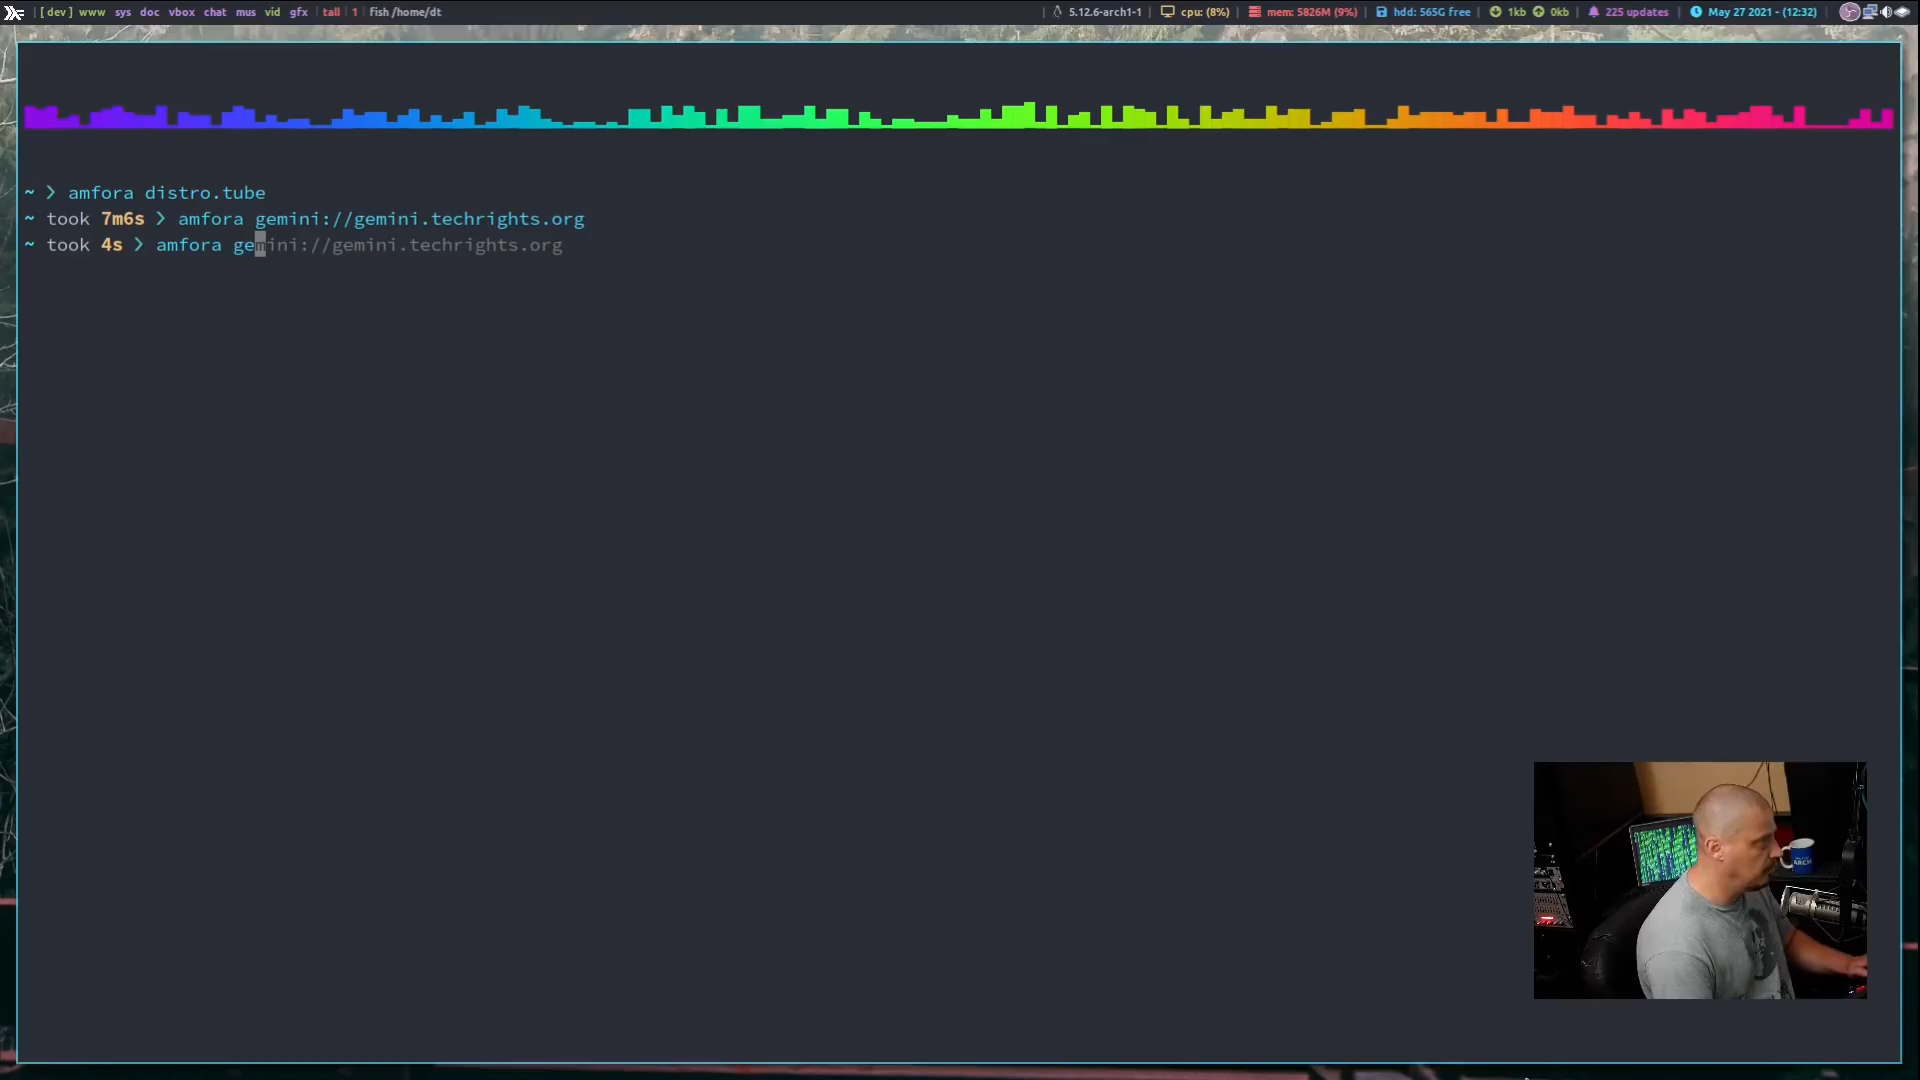 [dev] www sys doc vbox chat mus vid gfx | tall | 1 | fish /home/dt | 5.12.6-arch1-1 | cpu: (8%) | mem: 5826M (9%) | hdd: 565G free | 1kb 0kb | 225 updates | May 27 2021 - (12:32) |
~ ❯ amfora distro.tube
~ took 7m6s ❯ amfora gemini://gemini.techrights.org
~ took 4s ❯ amfora gemini://gemini.techrights.org
ARCH